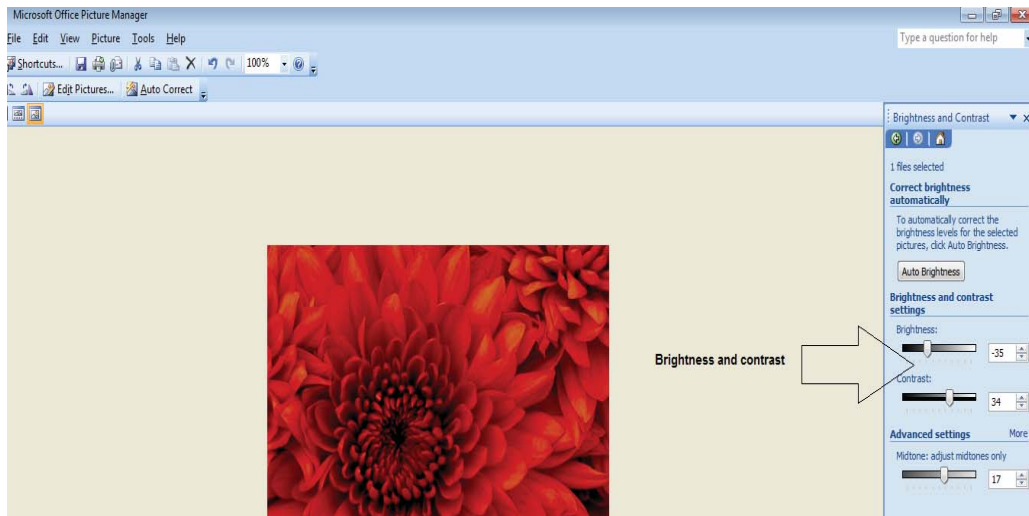 Microsoft Office Picture Manager
File Edit View Picture Tools Help
Type a question for help
Shortcuts... 100%
Edit Pictures... Auto Correct
Brightness and Contrast
1 files selected
Correct brightness
automatically
To automatically correct the
brightness levels for the selected
pictures, click Auto Brightness.
Auto Brightness
Brightness and contrast
settings
Brightness:
-35
Brightness and contrast
Contrast:
34
Advanced settings More
Midtone: adjust midtones only
17